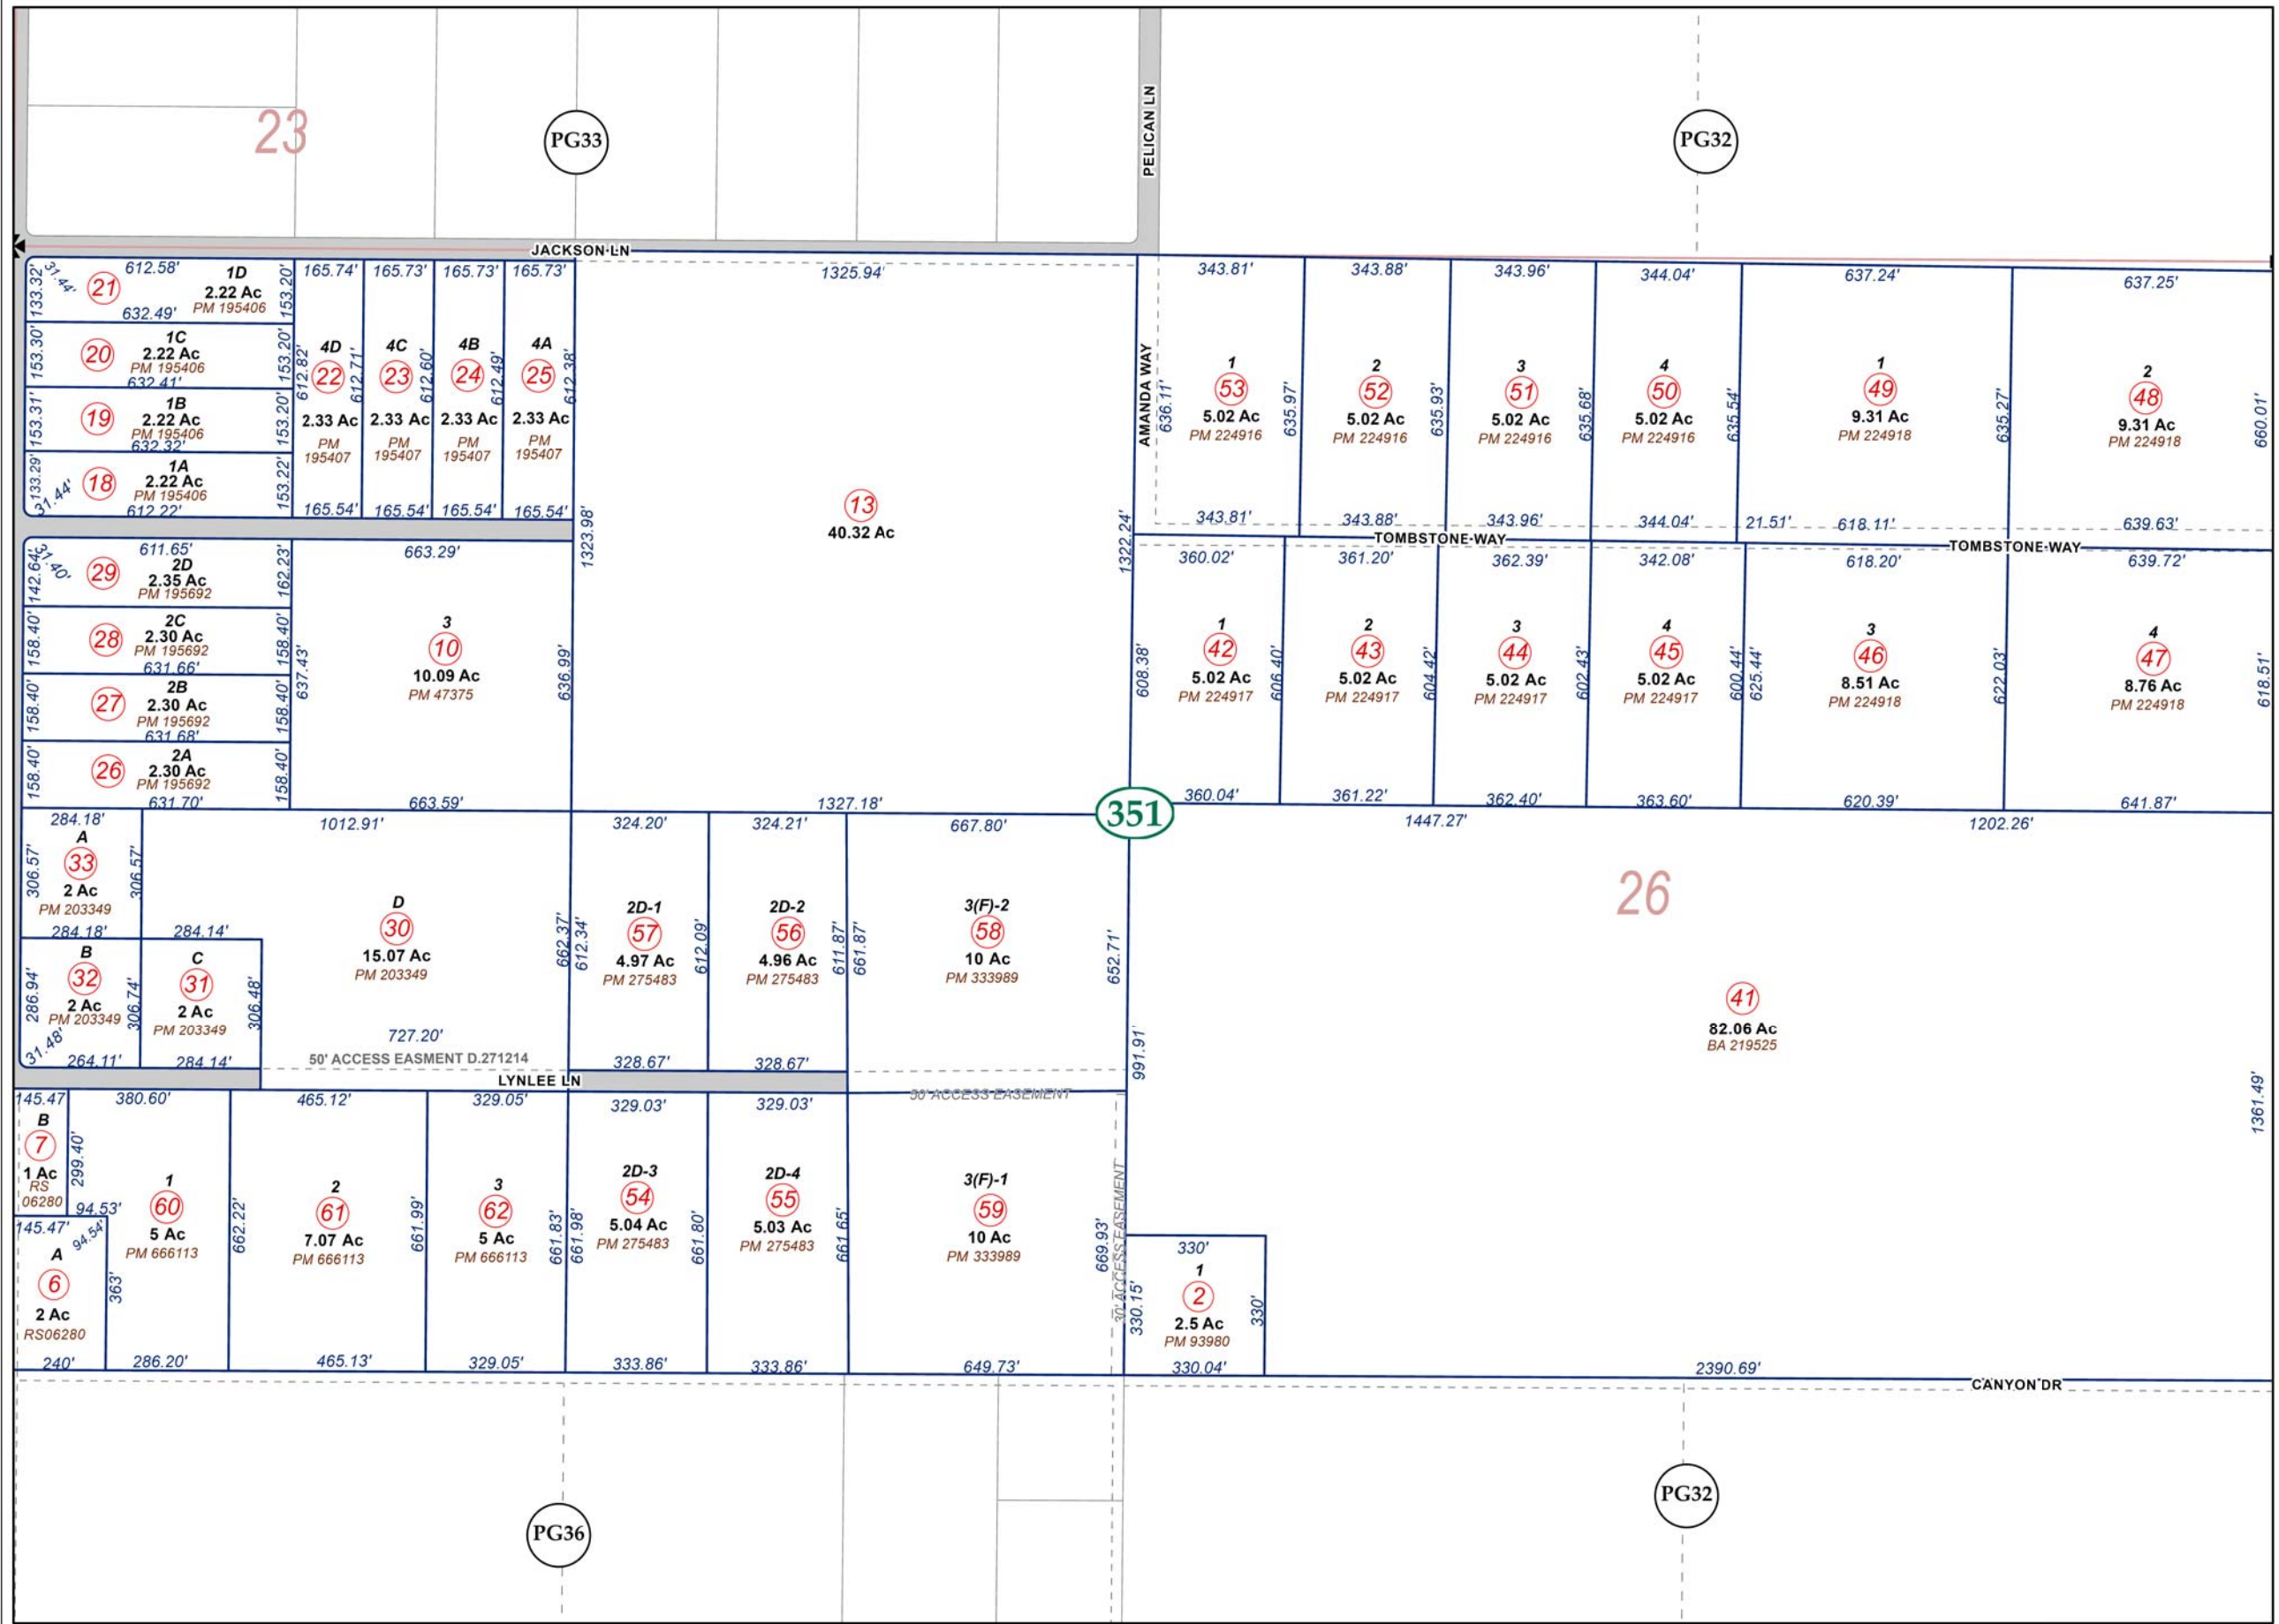 23
PG33
PELICAN LN
PG32
JACKSON LN
31.44'
612.58'
1D
133.32'
21
2.22 Ac
PM 195406
153.20'
632.49'
1C
153.30'
20
2.22 Ac
PM 195406
153.20'
632.41'
1B
153.31'
19
2.22 Ac
PM 195406
153.20'
632.32'
1A
133.29'
18
2.22 Ac
PM 195406
153.22'
31.44'
612.22'
165.74'
165.73'
165.73'
165.73'
4D
4C
4B
4A
612.82'
22
612.71'
23
612.60'
24
612.49'
25
612.38'
2.33 Ac
2.33 Ac
2.33 Ac
2.33 Ac
PM
195407
PM
195407
PM
195407
PM
195407
165.54'
165.54'
165.54'
165.54'
1325.94'
13
40.32 Ac
1323.98'
1322.24'
1327.18'
AMANDA WAY
343.81'
343.88'
343.96'
344.04'
637.24'
637.25'
636.11'
1
53
5.02 Ac
PM 224916
635.97'
2
52
5.02 Ac
PM 224916
635.93'
3
51
5.02 Ac
PM 224916
635.68'
4
50
5.02 Ac
PM 224916
635.54'
1
49
9.31 Ac
PM 224918
635.27'
2
48
9.31 Ac
PM 224918
660.01'
343.81'
343.88'
343.96'
344.04'
21.51'
618.11'
639.63'
TOMBSTONE WAY
TOMBSTONE WAY
31.40'
611.65'
142.64'
29
2D
2.35 Ac
PM 195692
162.23'
158.40'
28
2C
2.30 Ac
PM 195692
158.40'
631.66'
158.40'
27
2B
2.30 Ac
PM 195692
158.40'
631.68'
158.40'
26
2A
2.30 Ac
PM 195692
158.40'
631.70'
663.29'
3
10
10.09 Ac
PM 47375
637.43'
636.99'
663.59'
360.02'
361.20'
362.39'
342.08'
618.20'
639.72'
608.38'
1
42
5.02 Ac
PM 224917
606.40'
2
43
5.02 Ac
PM 224917
604.42'
3
44
5.02 Ac
PM 224917
602.43'
4
45
5.02 Ac
PM 224917
600.44'
625.44'
3
46
8.51 Ac
PM 224918
622.03'
4
47
8.76 Ac
PM 224918
618.51'
360.04'
361.22'
362.40'
363.60'
620.39'
641.87'
351
284.18'
A
306.57'
33
306.57'
2 Ac
PM 203349
284.18'
284.14'
286.94'
B
32
2 Ac
PM 203349
306.74'
31.48'
264.11'
C
31
2 Ac
PM 203349
306.48'
284.14'
1012.91'
D
30
15.07 Ac
PM 203349
662.37'
727.20'
50' ACCESS EASMENT D.271214
324.20'
324.21'
667.80'
612.34'
2D-1
57
4.97 Ac
PM 275483
612.09'
2D-2
56
4.96 Ac
PM 275483
611.87'
661.87'
3(F)-2
58
10 Ac
PM 333989
652.71'
328.67'
328.67'
LYNLEE LN
50' ACCESS EASEMENT
1447.27'
1202.26'
26
41
82.06 Ac
BA 219525
991.91'
1361.49'
145.47
380.60'
465.12'
329.05'
329.03'
329.03'
B
7
1 Ac
RS
06280
299.40'
94.53'
145.47'
94.54'
A
6
2 Ac
RS06280
363'
1
60
5 Ac
PM 666113
662.22'
2
61
7.07 Ac
PM 666113
661.99'
3
62
5 Ac
PM 666113
661.83'
661.98'
2D-3
54
5.04 Ac
PM 275483
661.80'
2D-4
55
5.03 Ac
PM 275483
661.65'
3(F)-1
59
10 Ac
PM 333989
669.93'
30' ACCESS EASEMENT
330.15'
330'
1
2
2.5 Ac
PM 93980
330'
240'
286.20'
465.13'
329.05'
333.86'
333.86'
649.73'
330.04'
2390.69'
CANYON DR
PG36
PG32